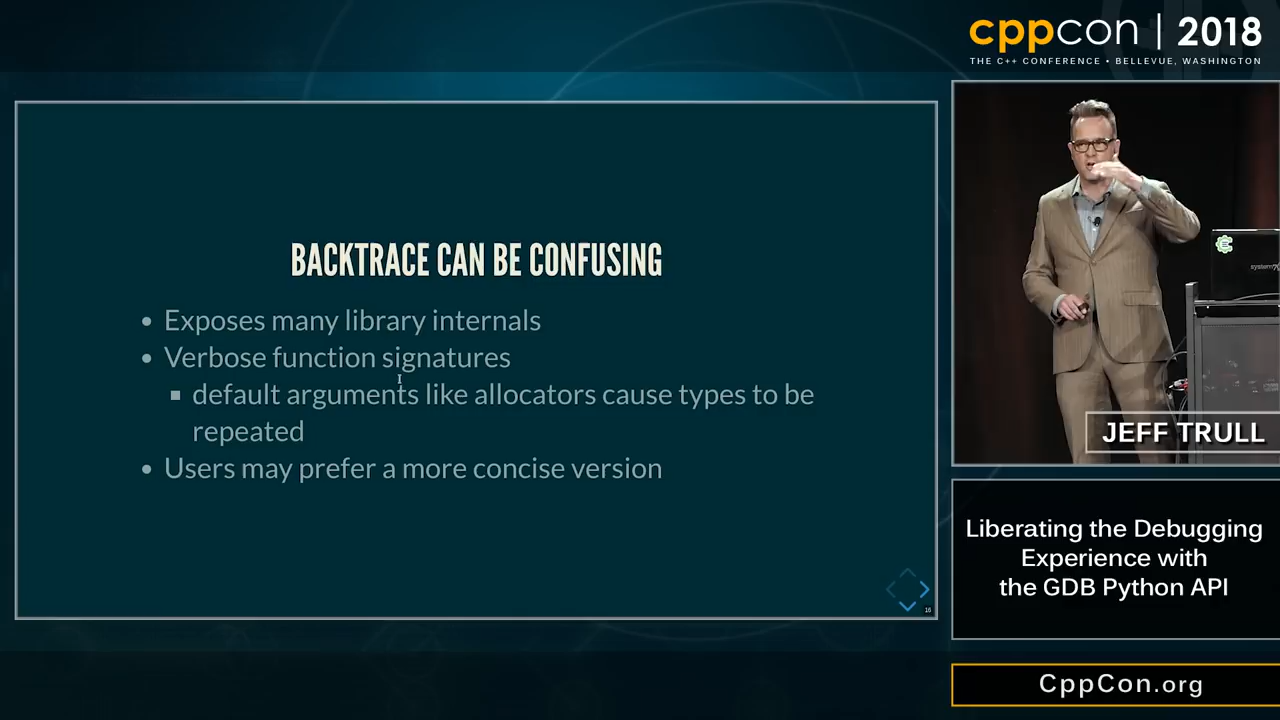 cppcon | 2018
THE C++ CONFERENCE • BELLEVUE, WASHINGTON
BACKTRACE CAN BE CONFUSING
• Exposes many library internals
• Verbose function signatures
▪ default arguments like allocators cause types to be
repeated
• Users may prefer a more concise version
16
system76
JEFF TRULL
Liberating the Debugging
Experience with
the GDB Python API
CppCon.org